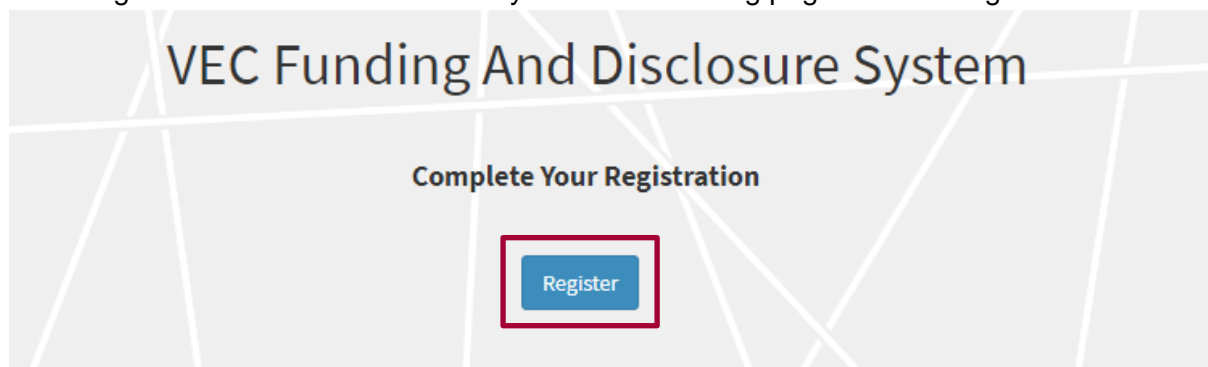 VEC Funding And Disclosure System
Complete Your Registration
Register